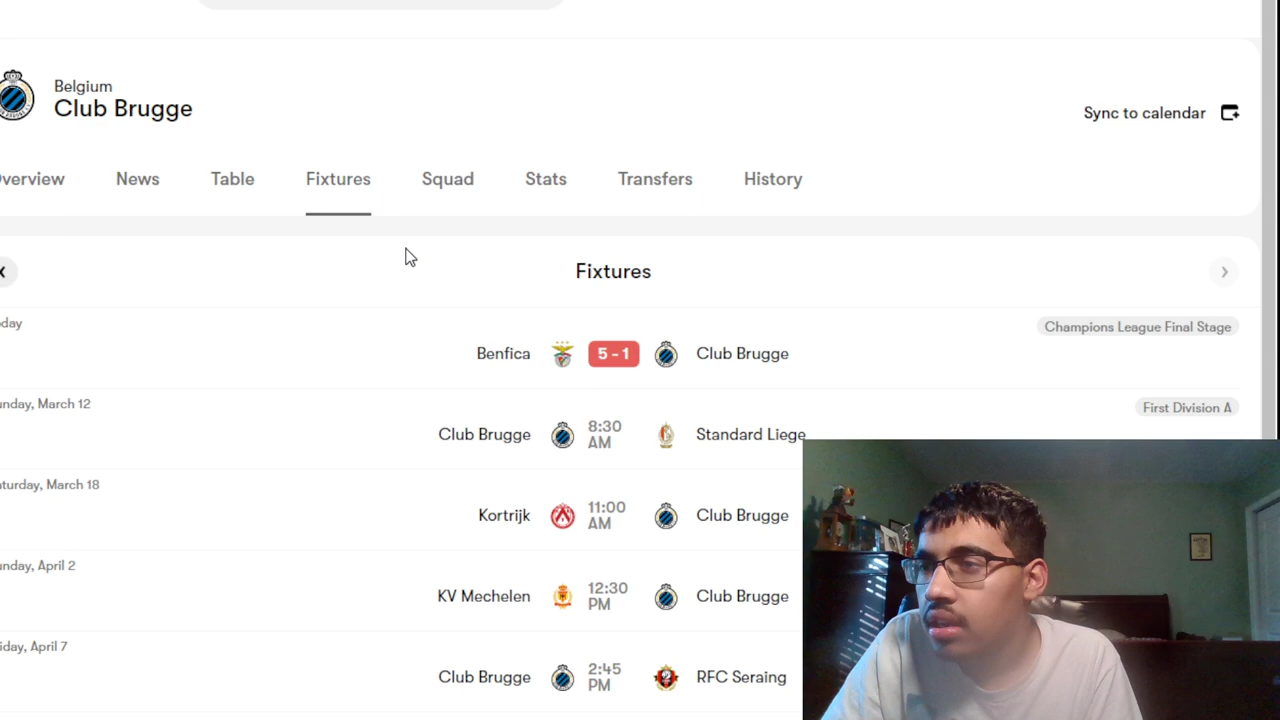 Belgium
Club Brugge
Sync to calendar
verview News Table Fixtures Squad Stats Transfers History
Fixtures
oday
Champions League Final Stage
Benfica 5 - 1 Club Brugge
unday, March 12
First Division A
Club Brugge 8:30 AM Standard Liege
turday, March 18
Kortrijk 11:00 AM Club Brugge
unday, April 2
KV Mechelen 12:30 PM Club Brugge
iday, April 7
Club Brugge 2:45 PM RFC Seraing